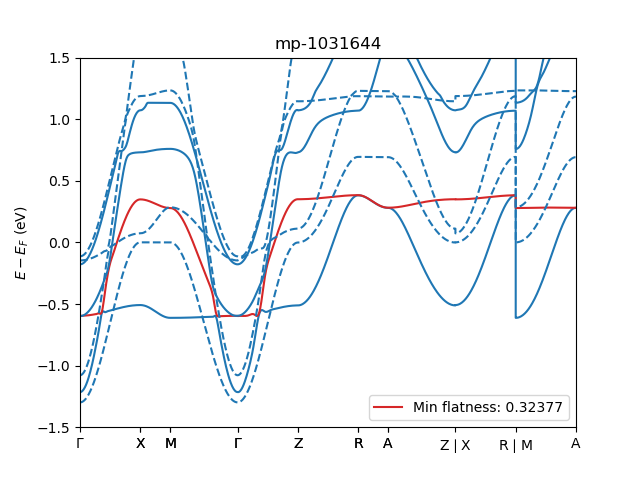 mp-1031644
E − E_F (eV)
1.5
1.0
0.5
0.0
−0.5
−1.0
−1.5
Min flatness: 0.32377
Γ X M Γ Z R A Z | X R | M A